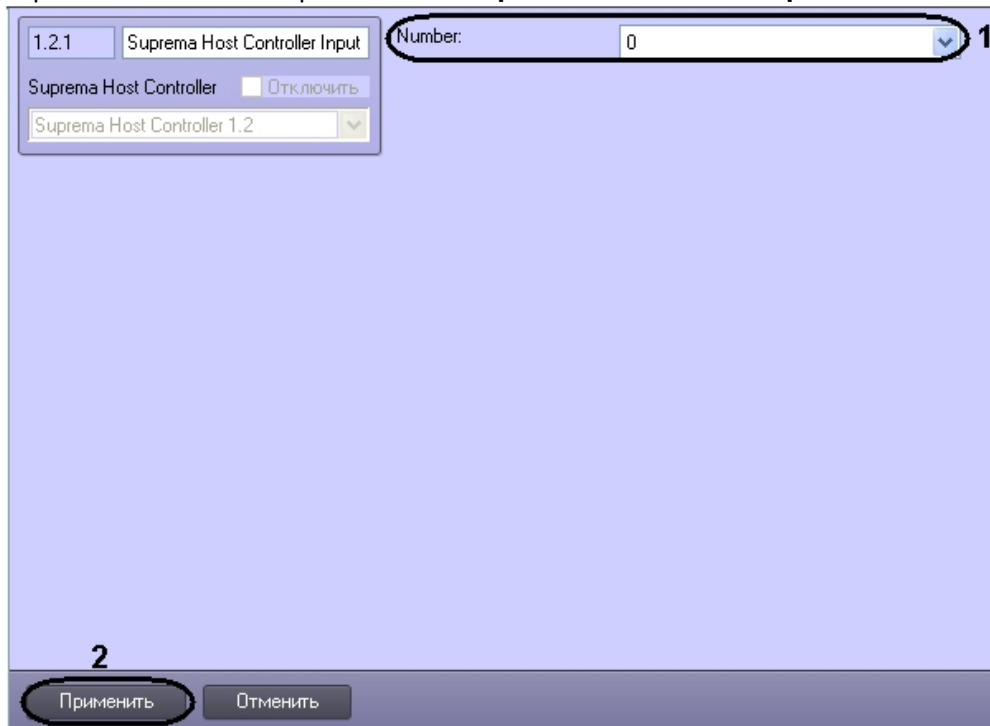 1.2.1 Suprema Host Controller Input Number: 0 1
Suprema Host Controller Отключить
Suprema Host Controller 1.2
2
Применить Отменить